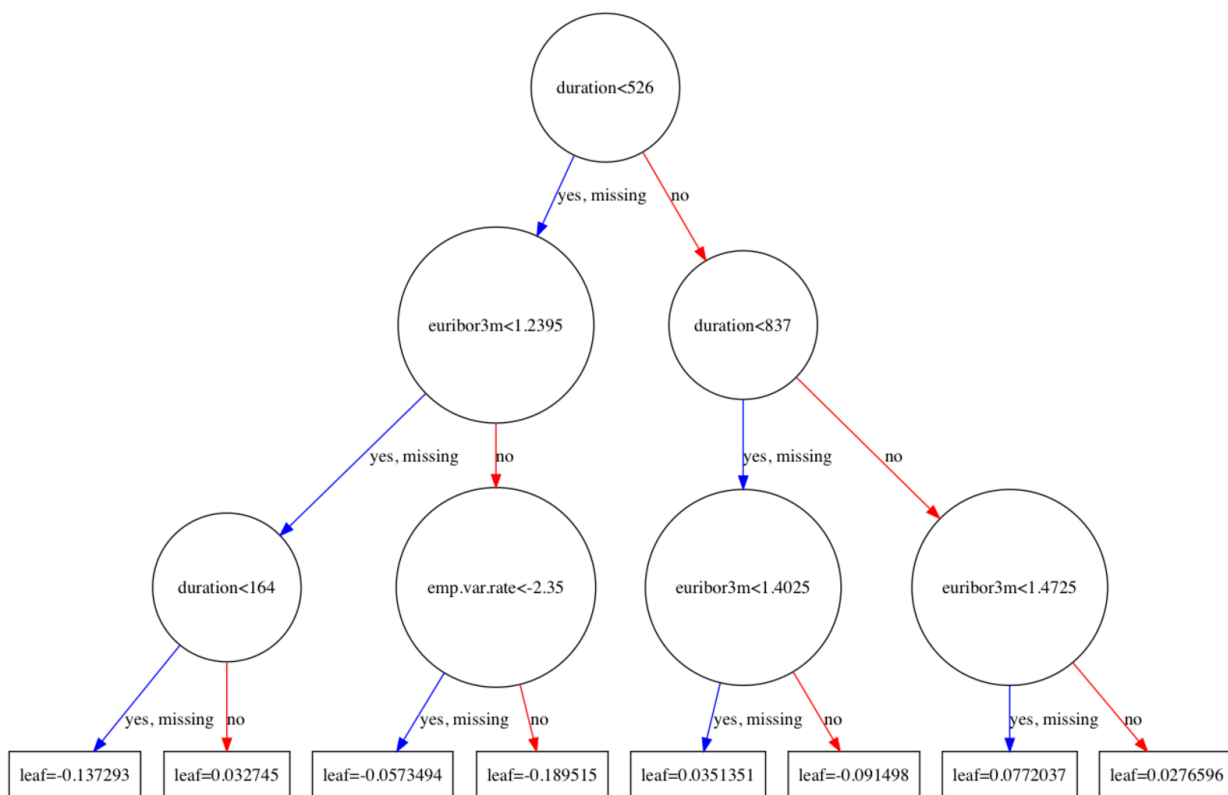 duration<526
yes, missing
no
euribor3m<1.2395
duration<837
yes, missing
no
yes, missing
no
duration<164
emp.var.rate<-2.35
euribor3m<1.4025
euribor3m<1.4725
yes, missing
no
yes, missing
no
yes, missing
no
yes, missing
no
leaf=-0.137293
leaf=0.032745
leaf=-0.0573494
leaf=-0.189515
leaf=0.0351351
leaf=-0.091498
leaf=0.0772037
leaf=0.0276596